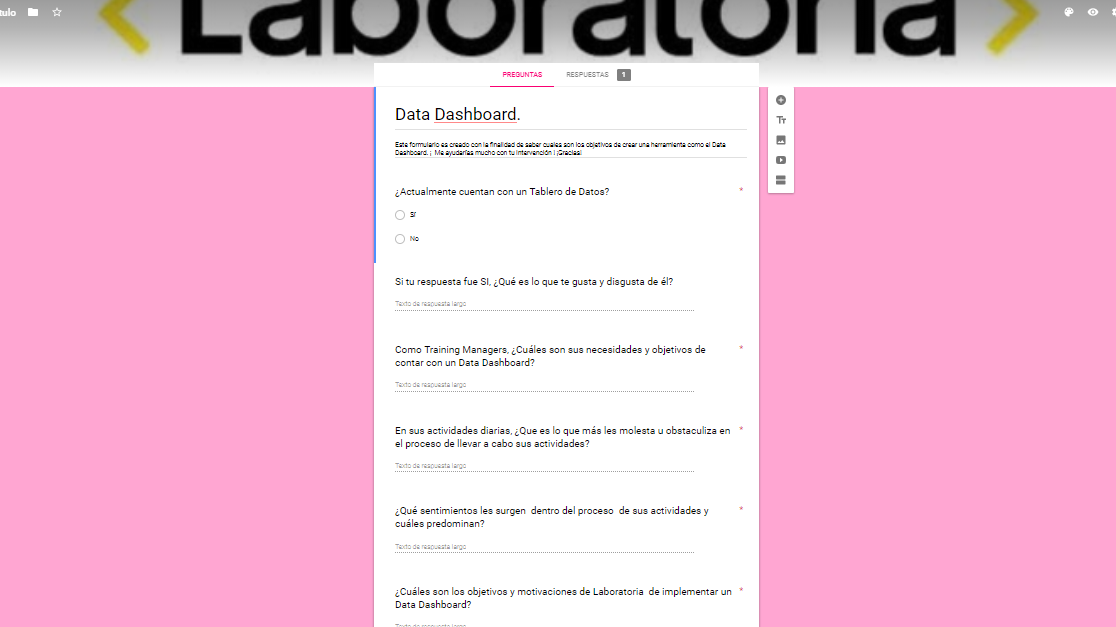 tulo
< Laboratoria >
PREGUNTAS RESPUESTAS 1
Data Dashboard.
Este formulario es creado con la finalidad de saber cuales son los objetivos de crear una herramienta como el Data
Dashboard. ¡ Me ayudarías mucho con tu intervención ! ¡Gracias!
¿Actualmente cuentan con un Tablero de Datos? *
SI
No
Si tu respuesta fue SI, ¿Qué es lo que te gusta y disgusta de él?
Texto de respuesta largo
Como Training Managers, ¿Cuáles son sus necesidades y objetivos de *
contar con un Data Dashboard?
Texto de respuesta largo
En sus actividades diarias, ¿Que es lo que más les molesta u obstaculiza en *
el proceso de llevar a cabo sus actividades?
Texto de respuesta largo
¿Qué sentimientos les surgen dentro del proceso de sus actividades y *
cuáles predominan?
Texto de respuesta largo
¿Cuáles son los objetivos y motivaciones de Laboratoria de implementar un *
Data Dashboard?
Texto de respuesta largo